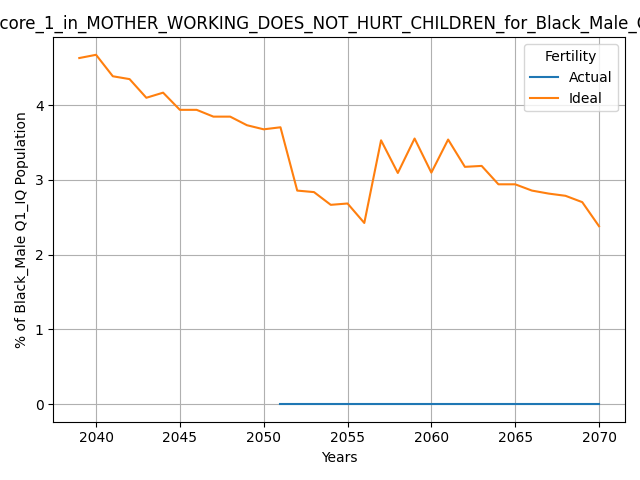 core_1_in_MOTHER_WORKING_DOES_NOT_HURT_CHILDREN_for_Black_Male_
Fertility
Actual
Ideal
% of Black_Male Q1_IQ Population
4
3
2
1
0
2040 2045 2050 2055 2060 2065 2070
Years